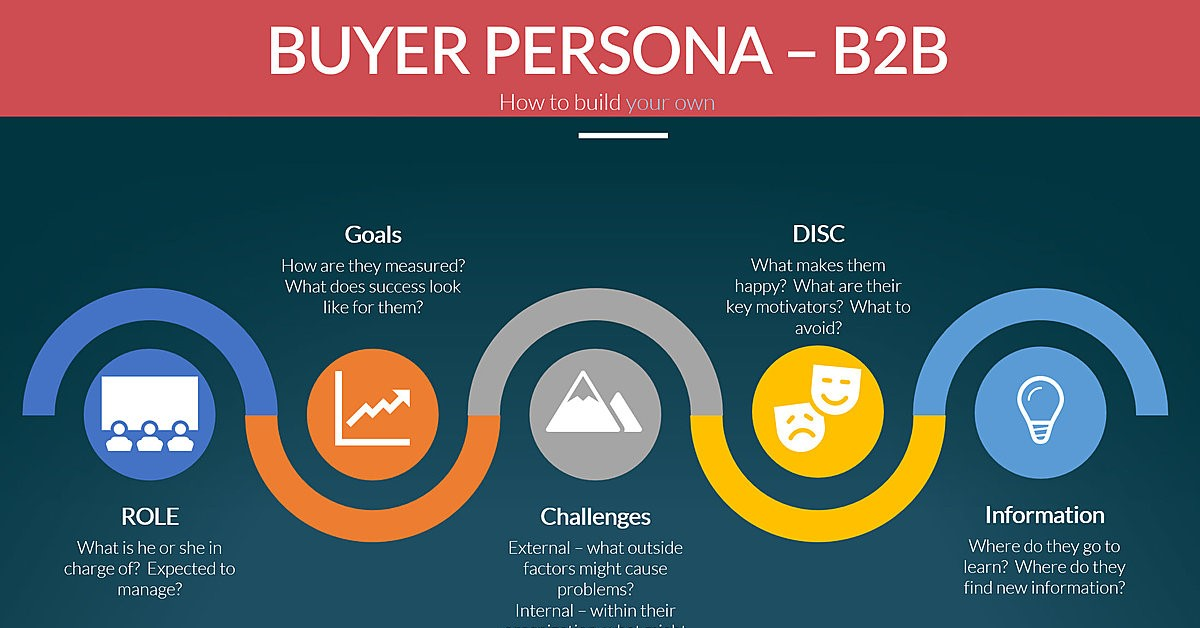 BUYER PERSONA – B2B
How to build your own
ROLE
What is he or she in
charge of?  Expected to
manage?
Goals
How are they measured?
What does success look
like for them?
Challenges
External – what outside
factors might cause
problems?
Internal – within their
DISC
What makes them
happy?  What are their
key motivators?  What to
avoid?
Information
Where do they go to
learn?  Where do they
find new information?